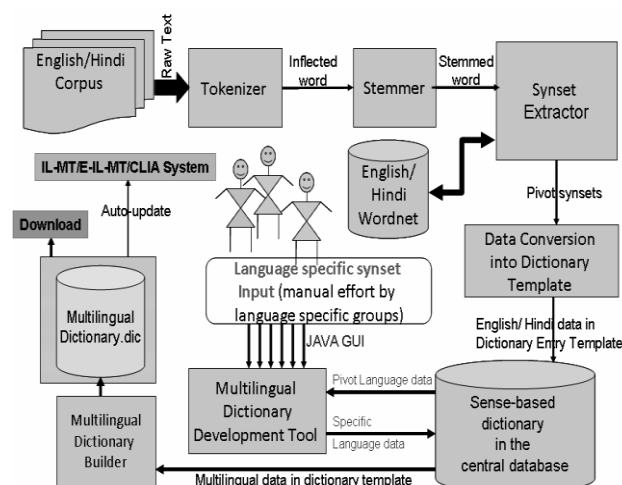 English/Hindi
Corpus
Raw Text
Tokenizer
Inflected
word
Stemmer
Stemmed
word
Synset
Extractor
IL-MT/E-IL-MT/CLIA System
English/
Hindi
Wordnet
Pivot synsets
Download
Auto-update
Data Conversion
into Dictionary
Template
Language specific synset
Input (manual effort by
language specific groups)
English/ Hindi data in
Dictionary Entry Template
Multilingual
Dictionary.dic
JAVA GUI
Multilingual
Dictionary
Development Tool
Pivot Language data
Specific
Language data
Sense-based
dictionary
in the
central database
Multilingual
Dictionary
Builder
Multilingual data in dictionary template